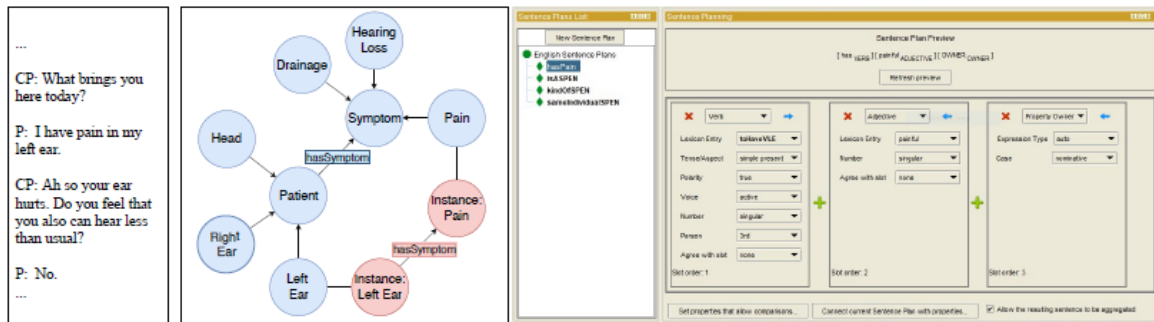 ...
CP: What brings you
here today?
P: I have pain in my
left ear.
CP: Ah so your ear
hurts. Do you feel that
you also can hear less
than usual?
P: No.
...
Hearing
Loss
Drainage
Symptom
Pain
Head
hasSymptom
Patient
Instance:
Pain
Right
Ear
hasSymptom
Left
Ear
Instance:
Left Ear
Sentence Plans List:
New Sentence Plan
English Sentence Plans
hasPain
isASPEN
kindOfSPEN
sameIndividualSPEN
Sentence Planning
Sentence Plan Preview
[ has VERB ] [ painful ADJECTIVE ] [ OWNER OWNER ]
Refresh preview
Verb
Lexicon Entry toHaveVLE
Tense/Aspect simple present
Polarity true
Voice active
Number singular
Person 3rd
Agree with slot none
Slot order: 1
Adjective
Lexicon Entry painful
Number singular
Agree with slot none
Slot order: 2
Property Owner
Expression Type auto
Case nominative
Slot order: 3
Set properties that allow comparisons...
Connect current Sentence Plan with properties...
Allow the resulting sentence to be aggregated